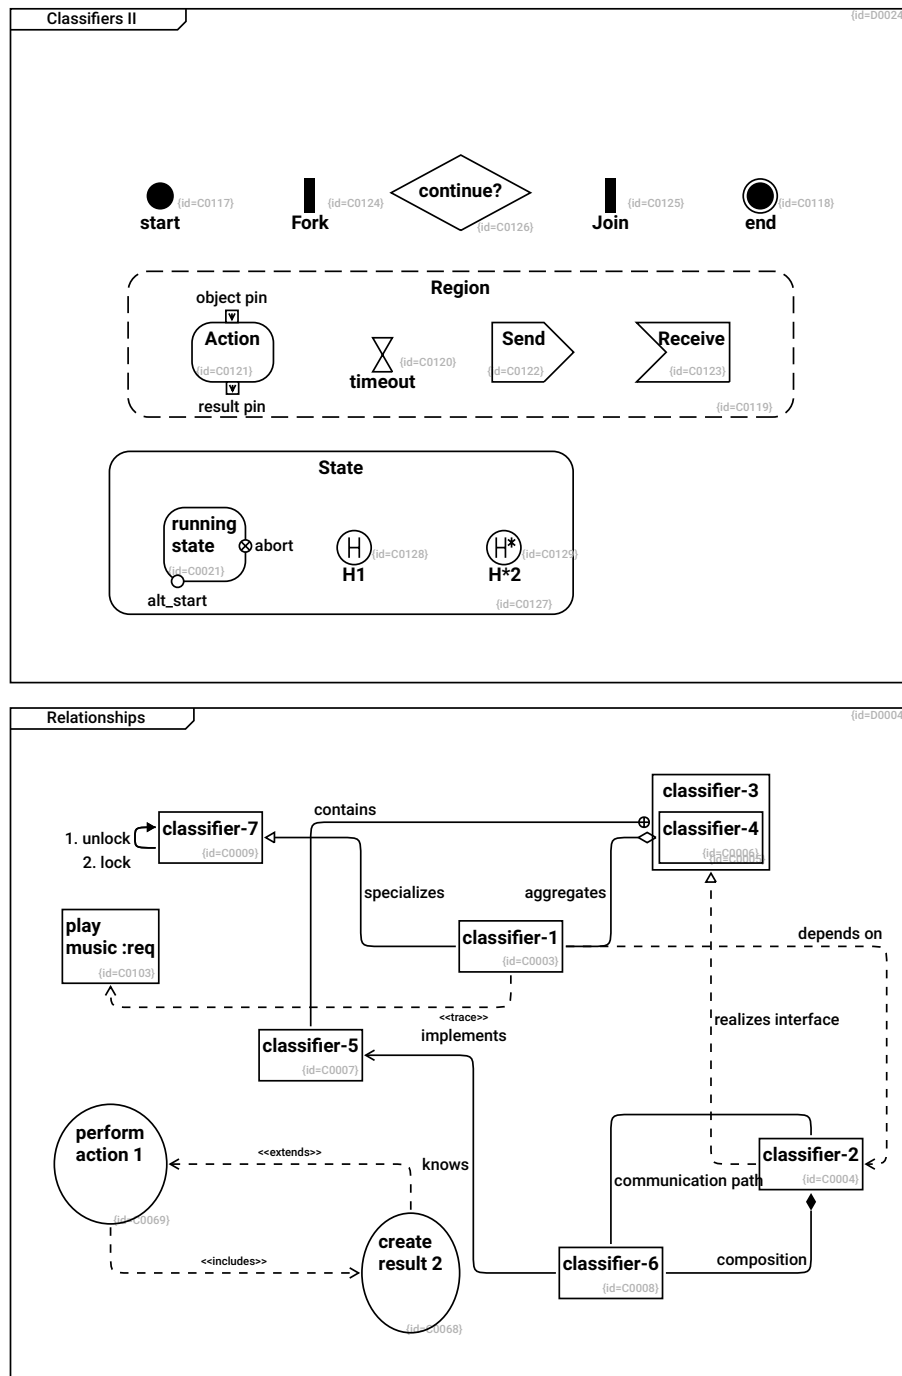 Classifiers II
{id=D0024
continue?
{id=C0117}
{id=C0124}
{id=C0125}
{id=C0118}
start
Fork
{id=C0126}
Join
end
Region
object pin
Action
Send
Receive
{id=C0120}
{id=C0121}
{id=C0122}
{id=C0123}
timeout
result pin
{id=C0119}
State
running
state
abort
{id=C0128}
{id=C0129}
{id=C0021}
H1
H*2
alt_start
{id=C0127}
Relationships
{id=D0004
classifier-3
contains
1. unlock
classifier-7
classifier-4
{id=C0009}
{id=C0006}
{id=C0005}
2. lock
specializes
aggregates
play
music :req
classifier-1
depends on
{id=C0003}
{id=C0103}
<<trace>>
implements
realizes interface
classifier-5
{id=C0007}
perform
action 1
<<extends>>
knows
classifier-2
communication path
{id=C0004}
{id=C0069}
create
result 2
<<includes>>
classifier-6
composition
{id=C0008}
{id=C0068}